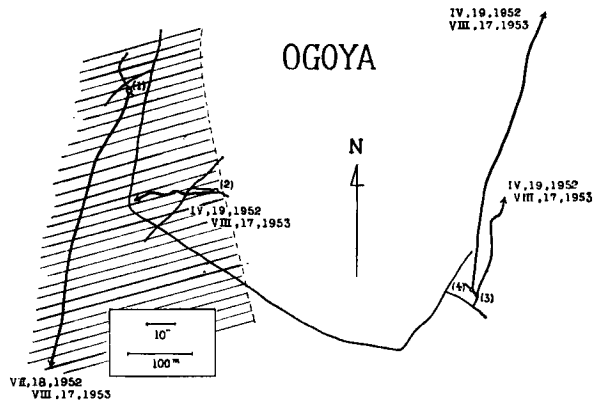 IV, 19, 1952
VIII, 17, 1953
OGOYA
(1)
N
(2)
IV, 19, 1952
VIII, 17, 1953
IV, 19, 1952
VIII, 17, 1953
(4)
(3)
10"
100 m
VII, 18, 1952
VIII, 17, 1953